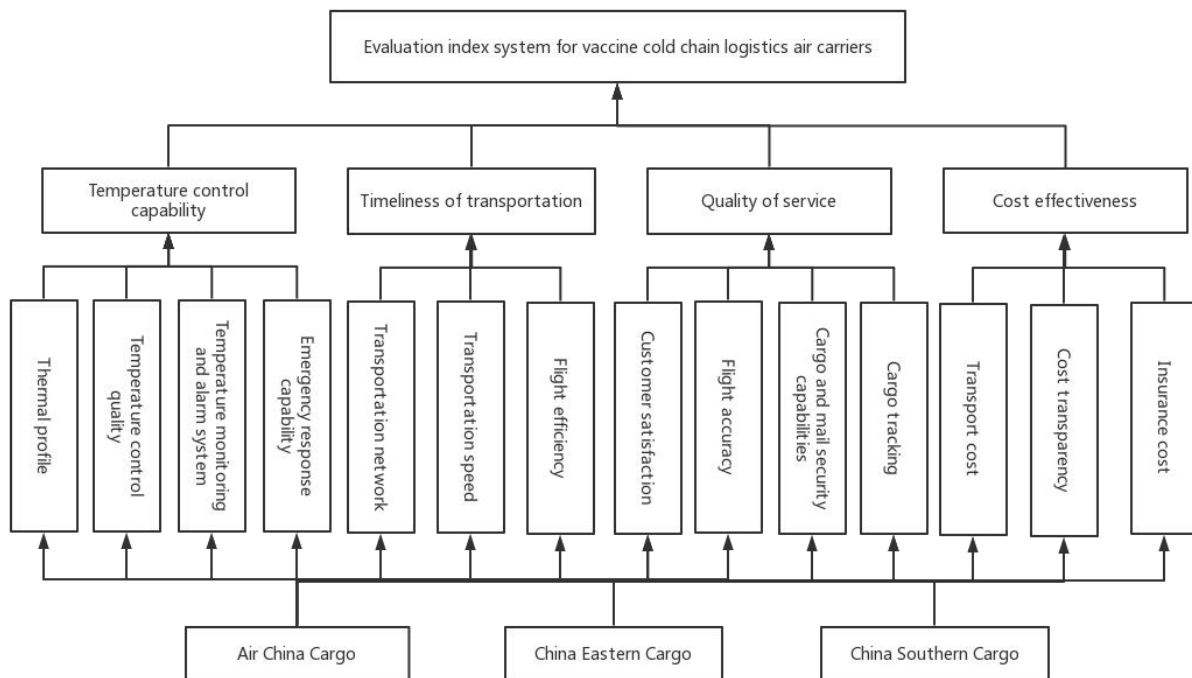 Evaluation index system for vaccine cold chain logistics air carriers
Temperature control
capability
Timeliness of transportation
Quality of service
Cost effectiveness
Thermal profile
Temperature control
quality
Temperature monitoring
and alarm system
Emergency response
capability
Transportation network
Transportation speed
Flight efficiency
Customer satisfaction
Flight accuracy
Cargo and mail security
capabilities
Cargo tracking
Transport cost
Cost transparency
Insurance cost
Air China Cargo
China Eastern Cargo
China Southern Cargo